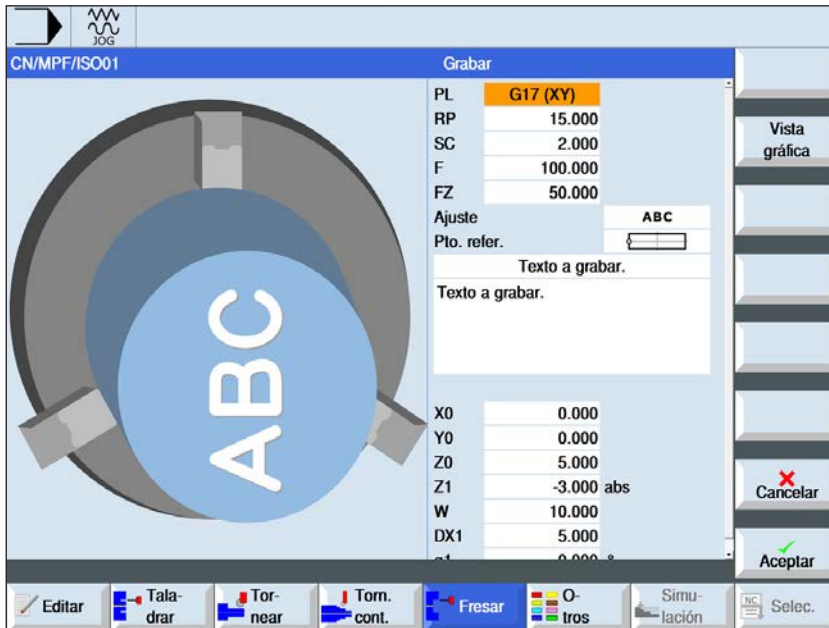 JOG
CN/MPF/ISO01
Grabar
PL G17 (XY)
RP 15.000
SC 2.000
F 100.000
FZ 50.000
Ajuste ABC
Pto. refer.
Texto a grabar.
Texto a grabar.
X0 0.000
Y0 0.000
Z0 5.000
Z1 -3.000 abs
W 10.000
DX1 5.000
ABC
Vista
gráfica
Cancelar
Aceptar
Editar
Tala-
drar
Tor-
near
Torn.
cont.
Fresar
O-
tros
Simu-
lación
NC
Selec.